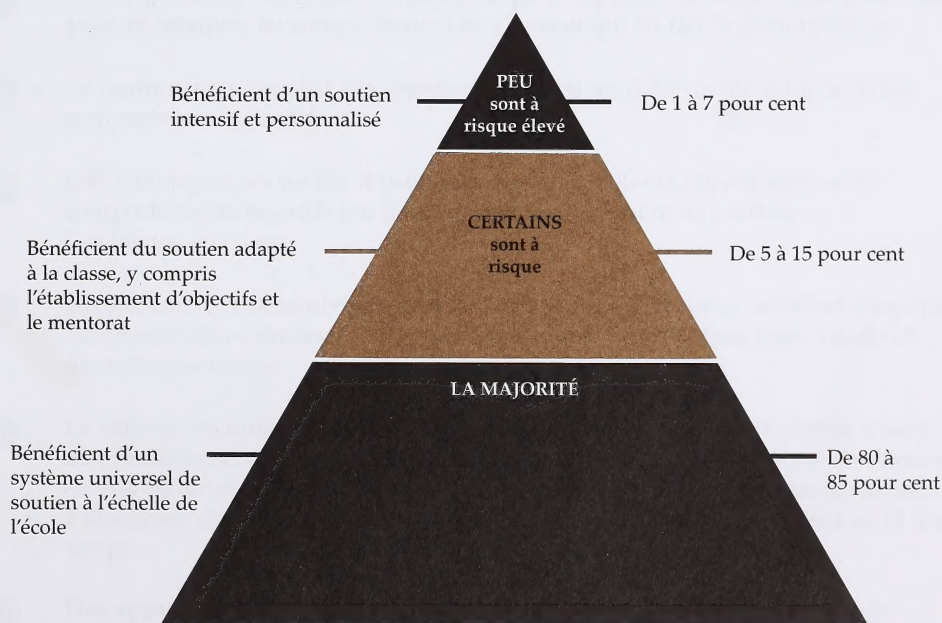 PEU
sont à
risque élevé
Bénéficient d'un soutien
intensif et personnalisé
De 1 à 7 pour cent
CERTAINS
sont à
risque
Bénéficient du soutien adapté
à la classe, y compris
l'établissement d'objectifs et
le mentorat
De 5 à 15 pour cent
LA MAJORITÉ
Bénéficient d'un
système universel de
soutien à l'échelle de
l'école
De 80 à
85 pour cent